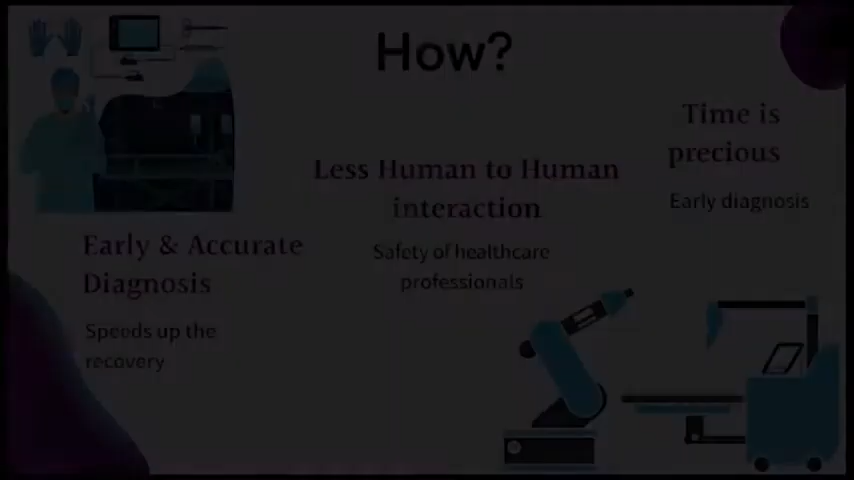 How?
Early & Accurate
Diagnosis
Speeds up the
recovery
Less Human to Human
interaction
Safety of healthcare
professionals
Time is
precious
Early diagnosis